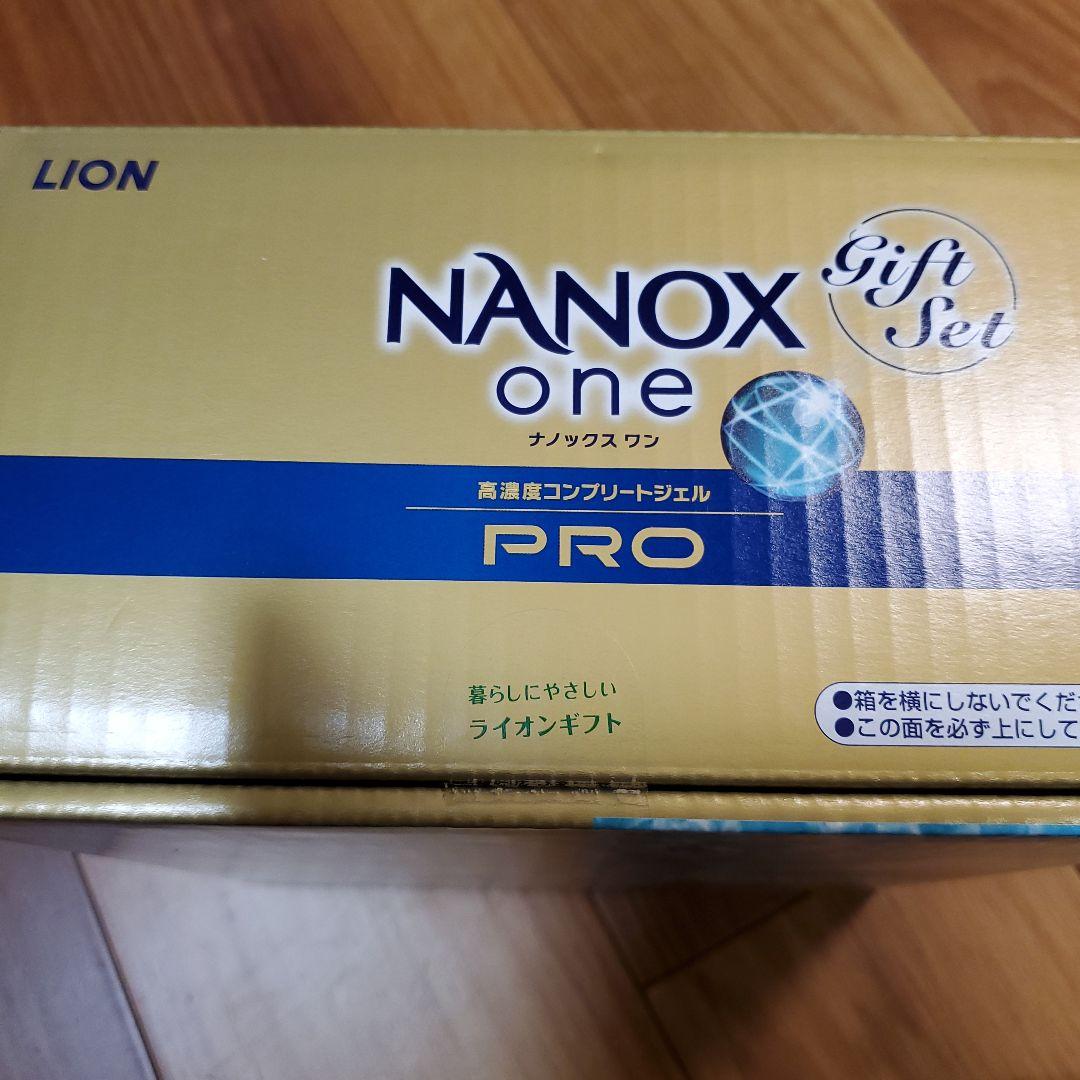 LION
NANOX
one
Gift
Set
ナノックス ワン
高濃度コンプリートジェル
PRO
暮らしにやさしい
ライオンギフト
●箱を横にしないでくだ
●この面を必ず上にして